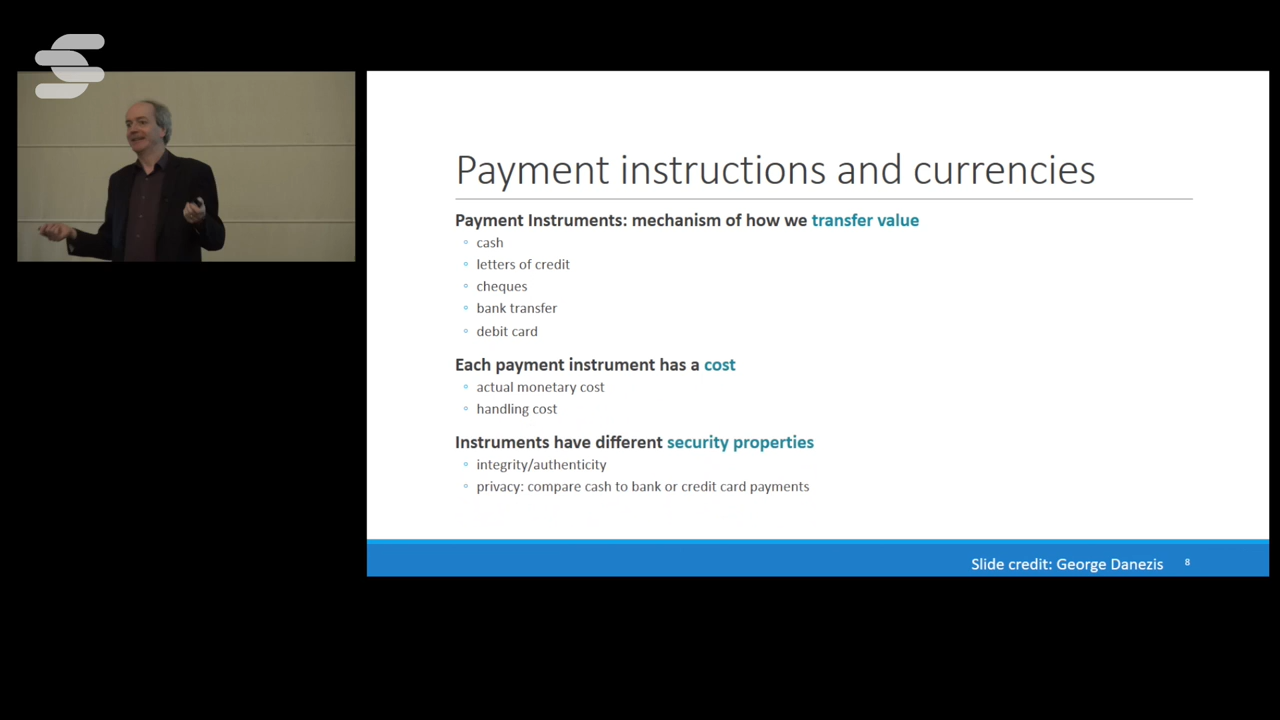 Payment instructions and currencies
Payment Instruments: mechanism of how we transfer value
cash
letters of credit
cheques
bank transfer
debit card
Each payment instrument has a cost
actual monetary cost
handling cost
Instruments have different security properties
integrity/authenticity
privacy: compare cash to bank or credit card payments
Slide credit: George Danezis 8